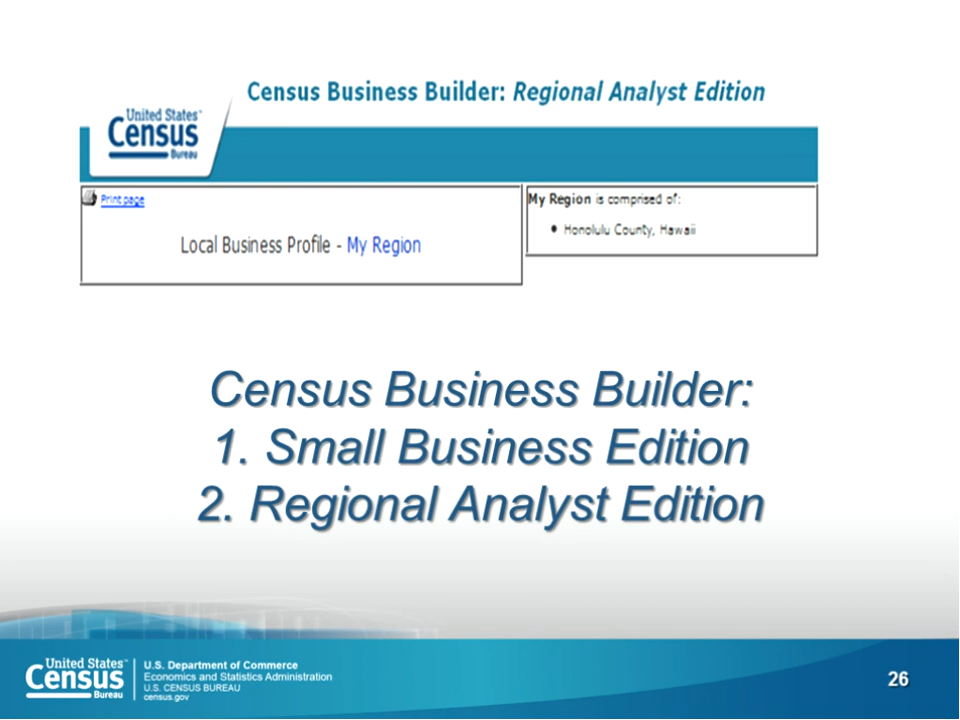 Census Business Builder: Regional Analyst Edition
United States™
Census
Bureau
Print page
Local Business Profile - My Region
My Region is comprised of:
• Honolulu County, Hawaii
Census Business Builder:
1. Small Business Edition
2. Regional Analyst Edition
United States™
Census
Bureau
U.S. Department of Commerce
Economics and Statistics Administration
U.S. CENSUS BUREAU
census.gov
26